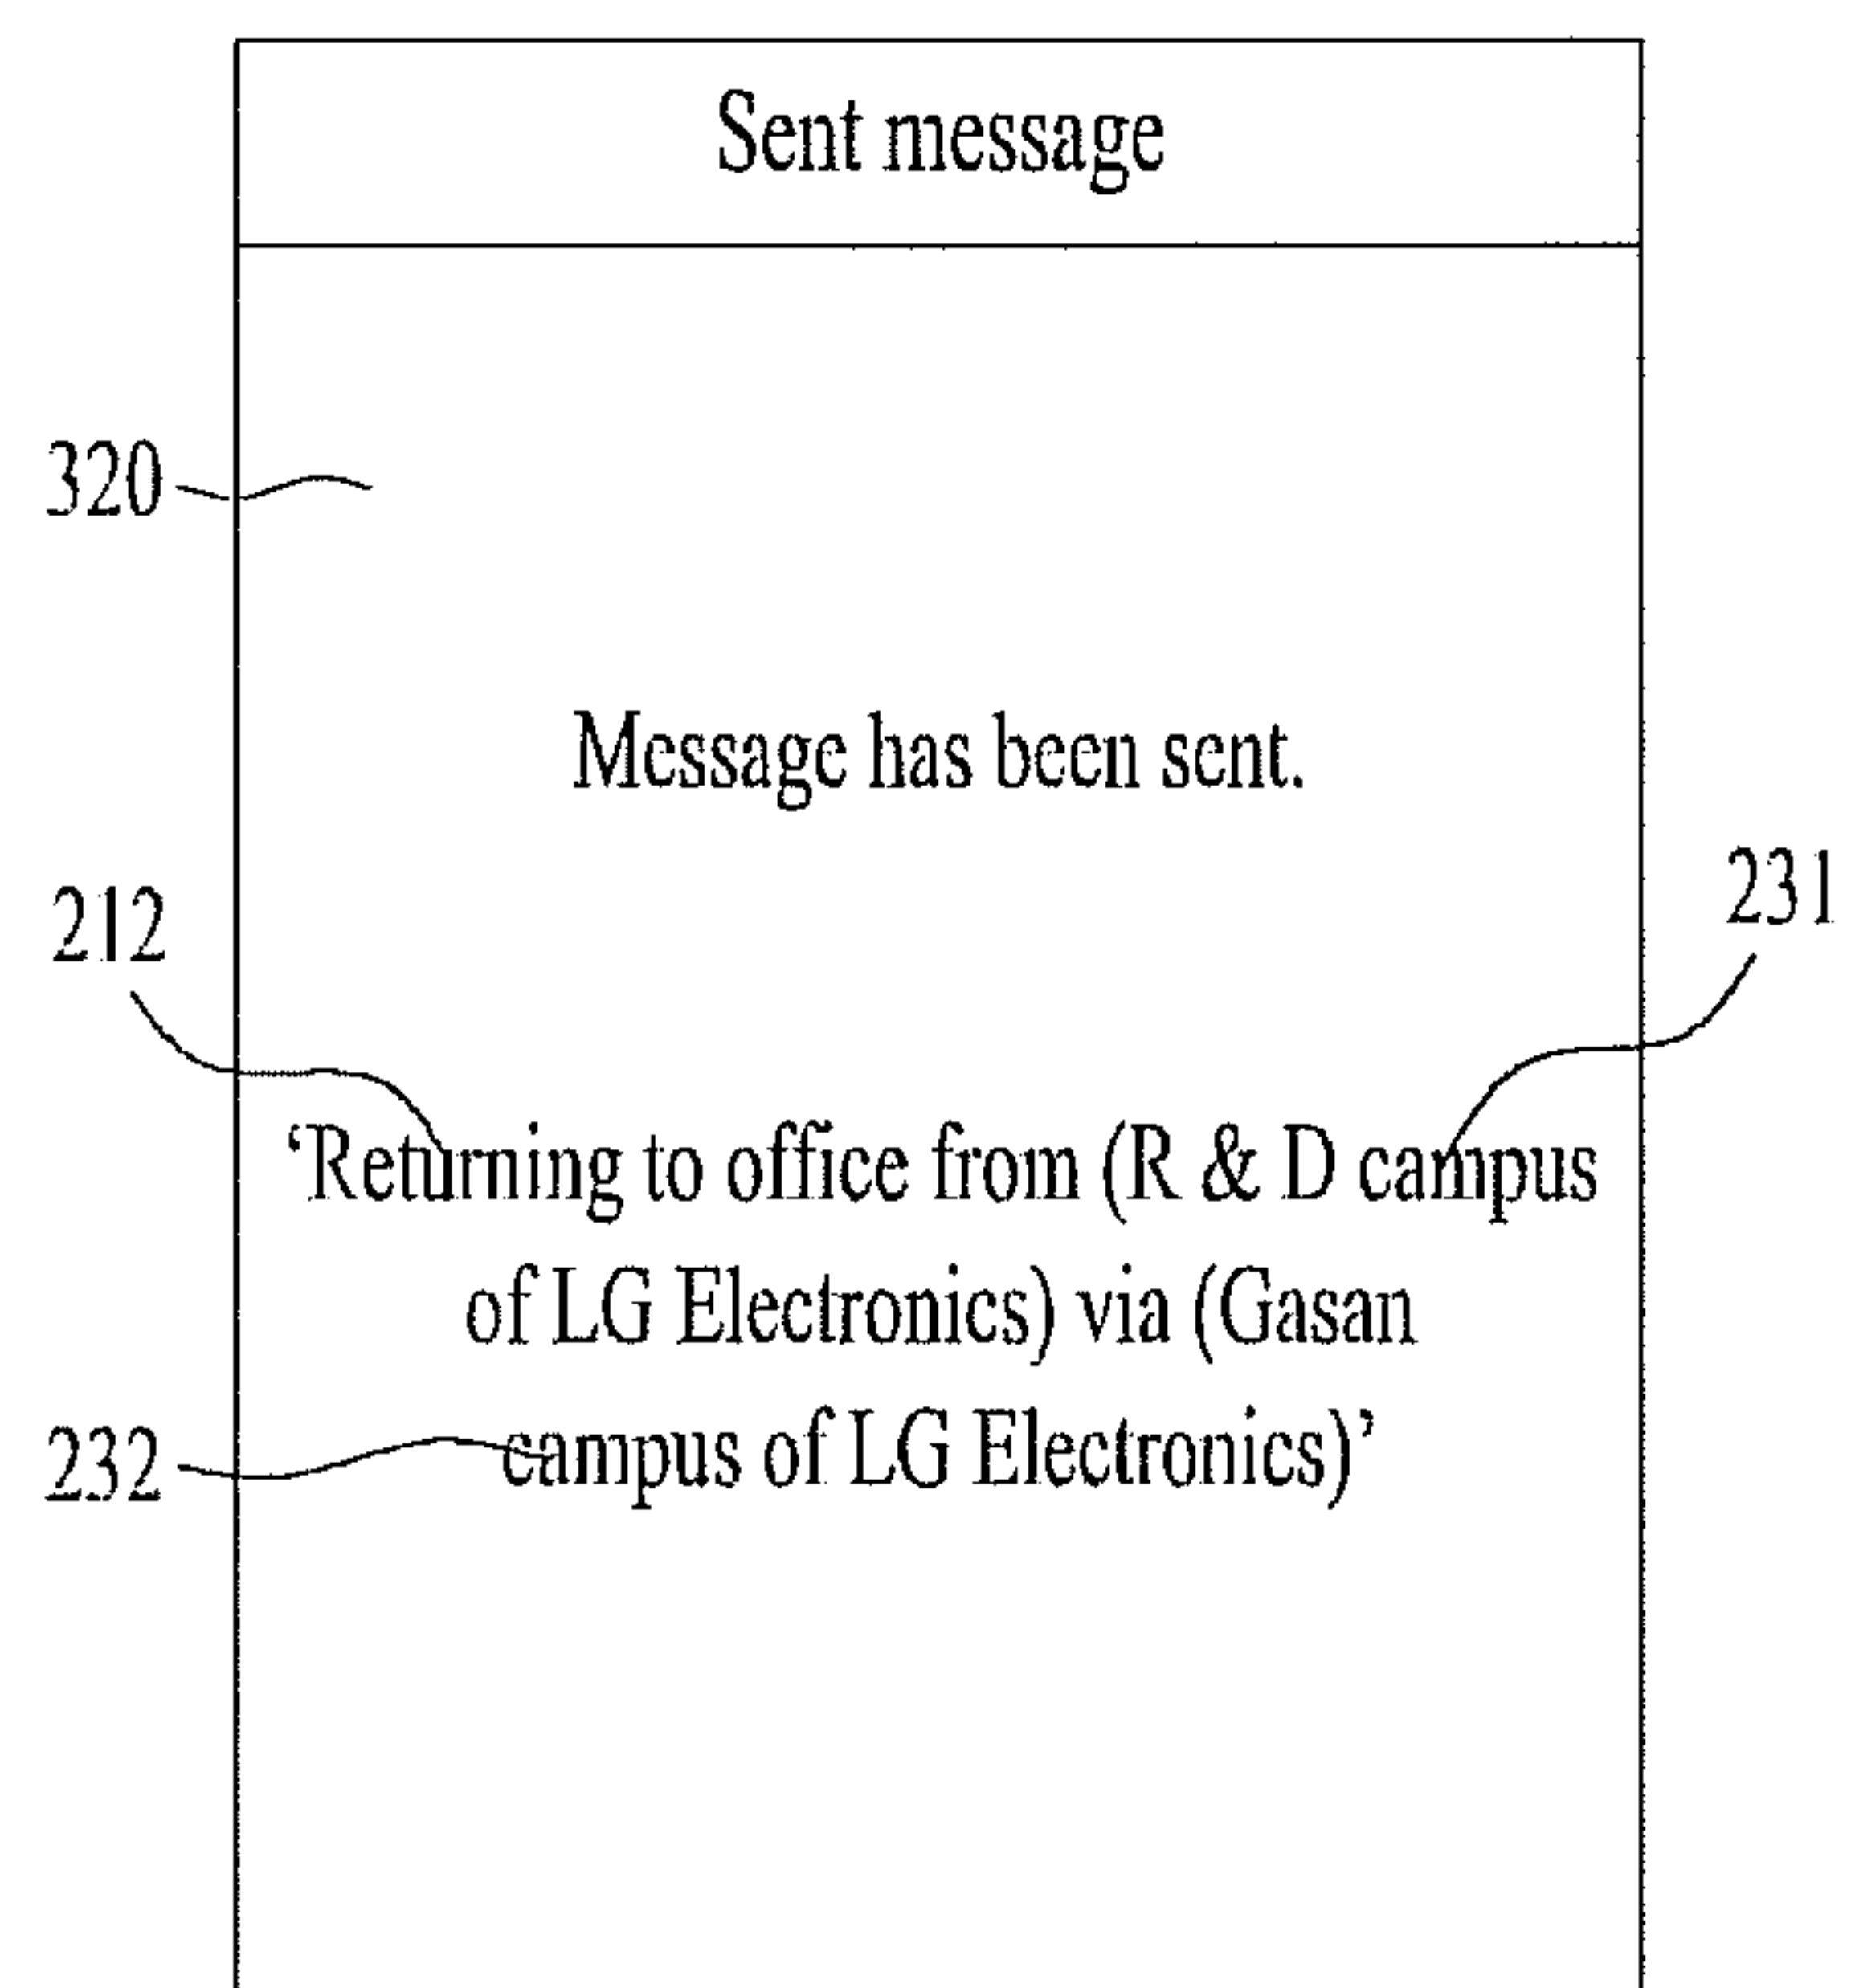 Sent message
320
Message has been sent.
212
231
‘Returning to office from (R & D campus
of LG Electronics) via (Gasan
campus of LG Electronics)’
232